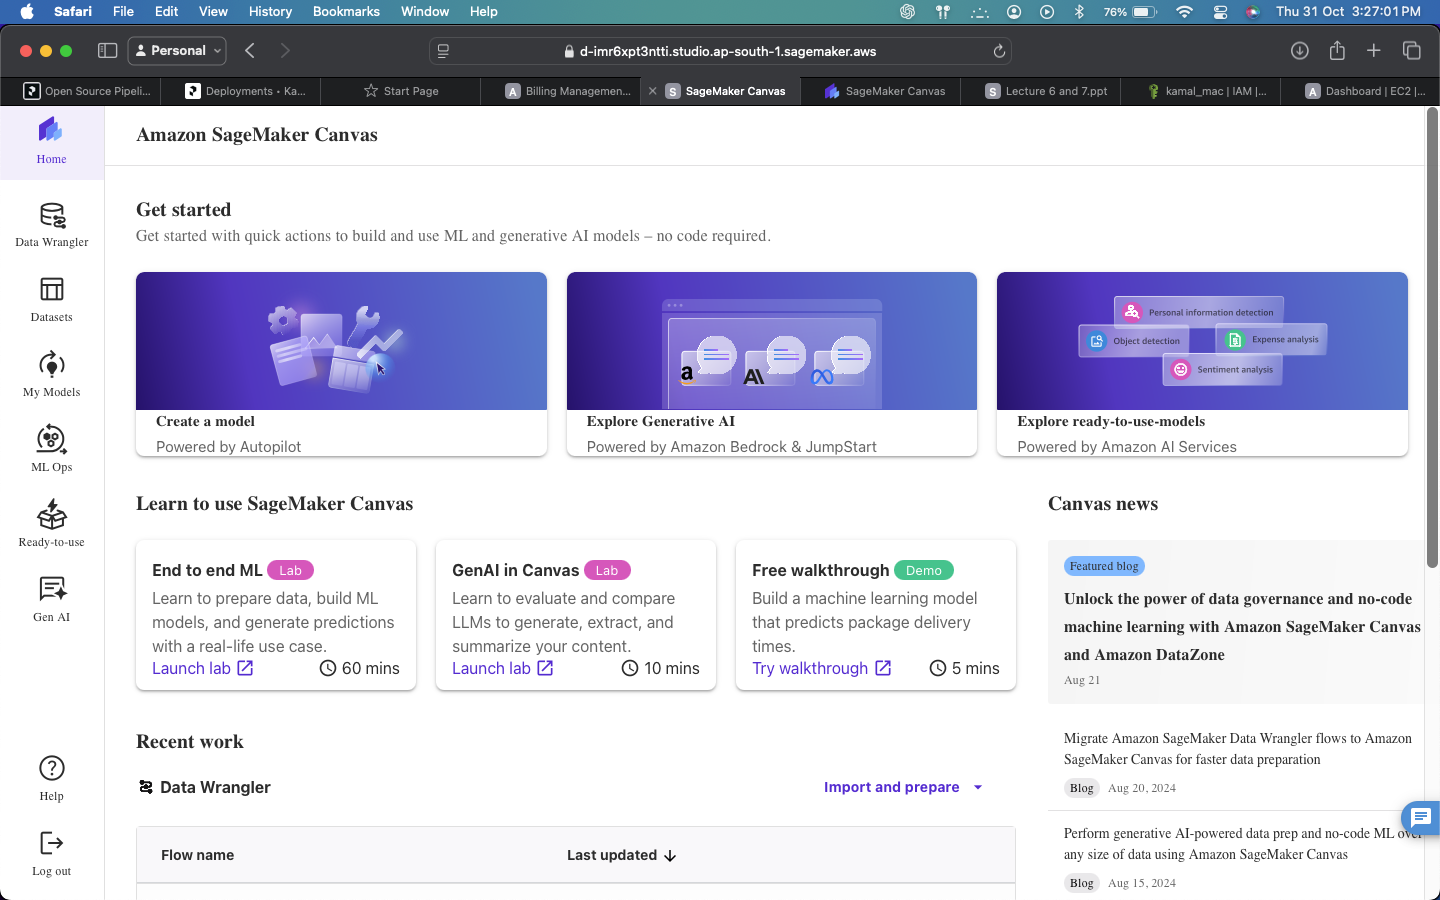 Safari File Edit View History Bookmarks Window Help 76% Thu 31 Oct 3:27:01 PM
Personal d-imr6xpt3ntti.studio.ap-south-1.sagemaker.aws
Open Source Pipeli... Deployments • Ka... Start Page Billing Managemen... SageMaker Canvas SageMaker Canvas Lecture 6 and 7.ppt kamal_mac | IAM |... Dashboard | EC2 |...
Home
Data Wrangler
Datasets
My Models
ML Ops
Ready-to-use
Gen AI
Help
Log out
Amazon SageMaker Canvas
Get started
Get started with quick actions to build and use ML and generative AI models – no code required.
Create a model
Powered by Autopilot
Explore Generative AI
Powered by Amazon Bedrock & JumpStart
Personal information detection
Object detection
Expense analysis
Sentiment analysis
Explore ready-to-use-models
Powered by Amazon AI Services
Learn to use SageMaker Canvas
End to end ML Lab
Learn to prepare data, build ML
models, and generate predictions
with a real-life use case.
Launch lab 60 mins
GenAI in Canvas Lab
Learn to evaluate and compare
LLMs to generate, extract, and
summarize your content.
Launch lab 10 mins
Free walkthrough Demo
Build a machine learning model
that predicts package delivery
times.
Try walkthrough 5 mins
Recent work
Data Wrangler Import and prepare
Flow name Last updated
Canvas news
Featured blog
Unlock the power of data governance and no-code
machine learning with Amazon SageMaker Canvas
and Amazon DataZone
Aug 21
Migrate Amazon SageMaker Data Wrangler flows to Amazon
SageMaker Canvas for faster data preparation
Blog Aug 20, 2024
Perform generative AI-powered data prep and no-code ML over
any size of data using Amazon SageMaker Canvas
Blog Aug 15, 2024